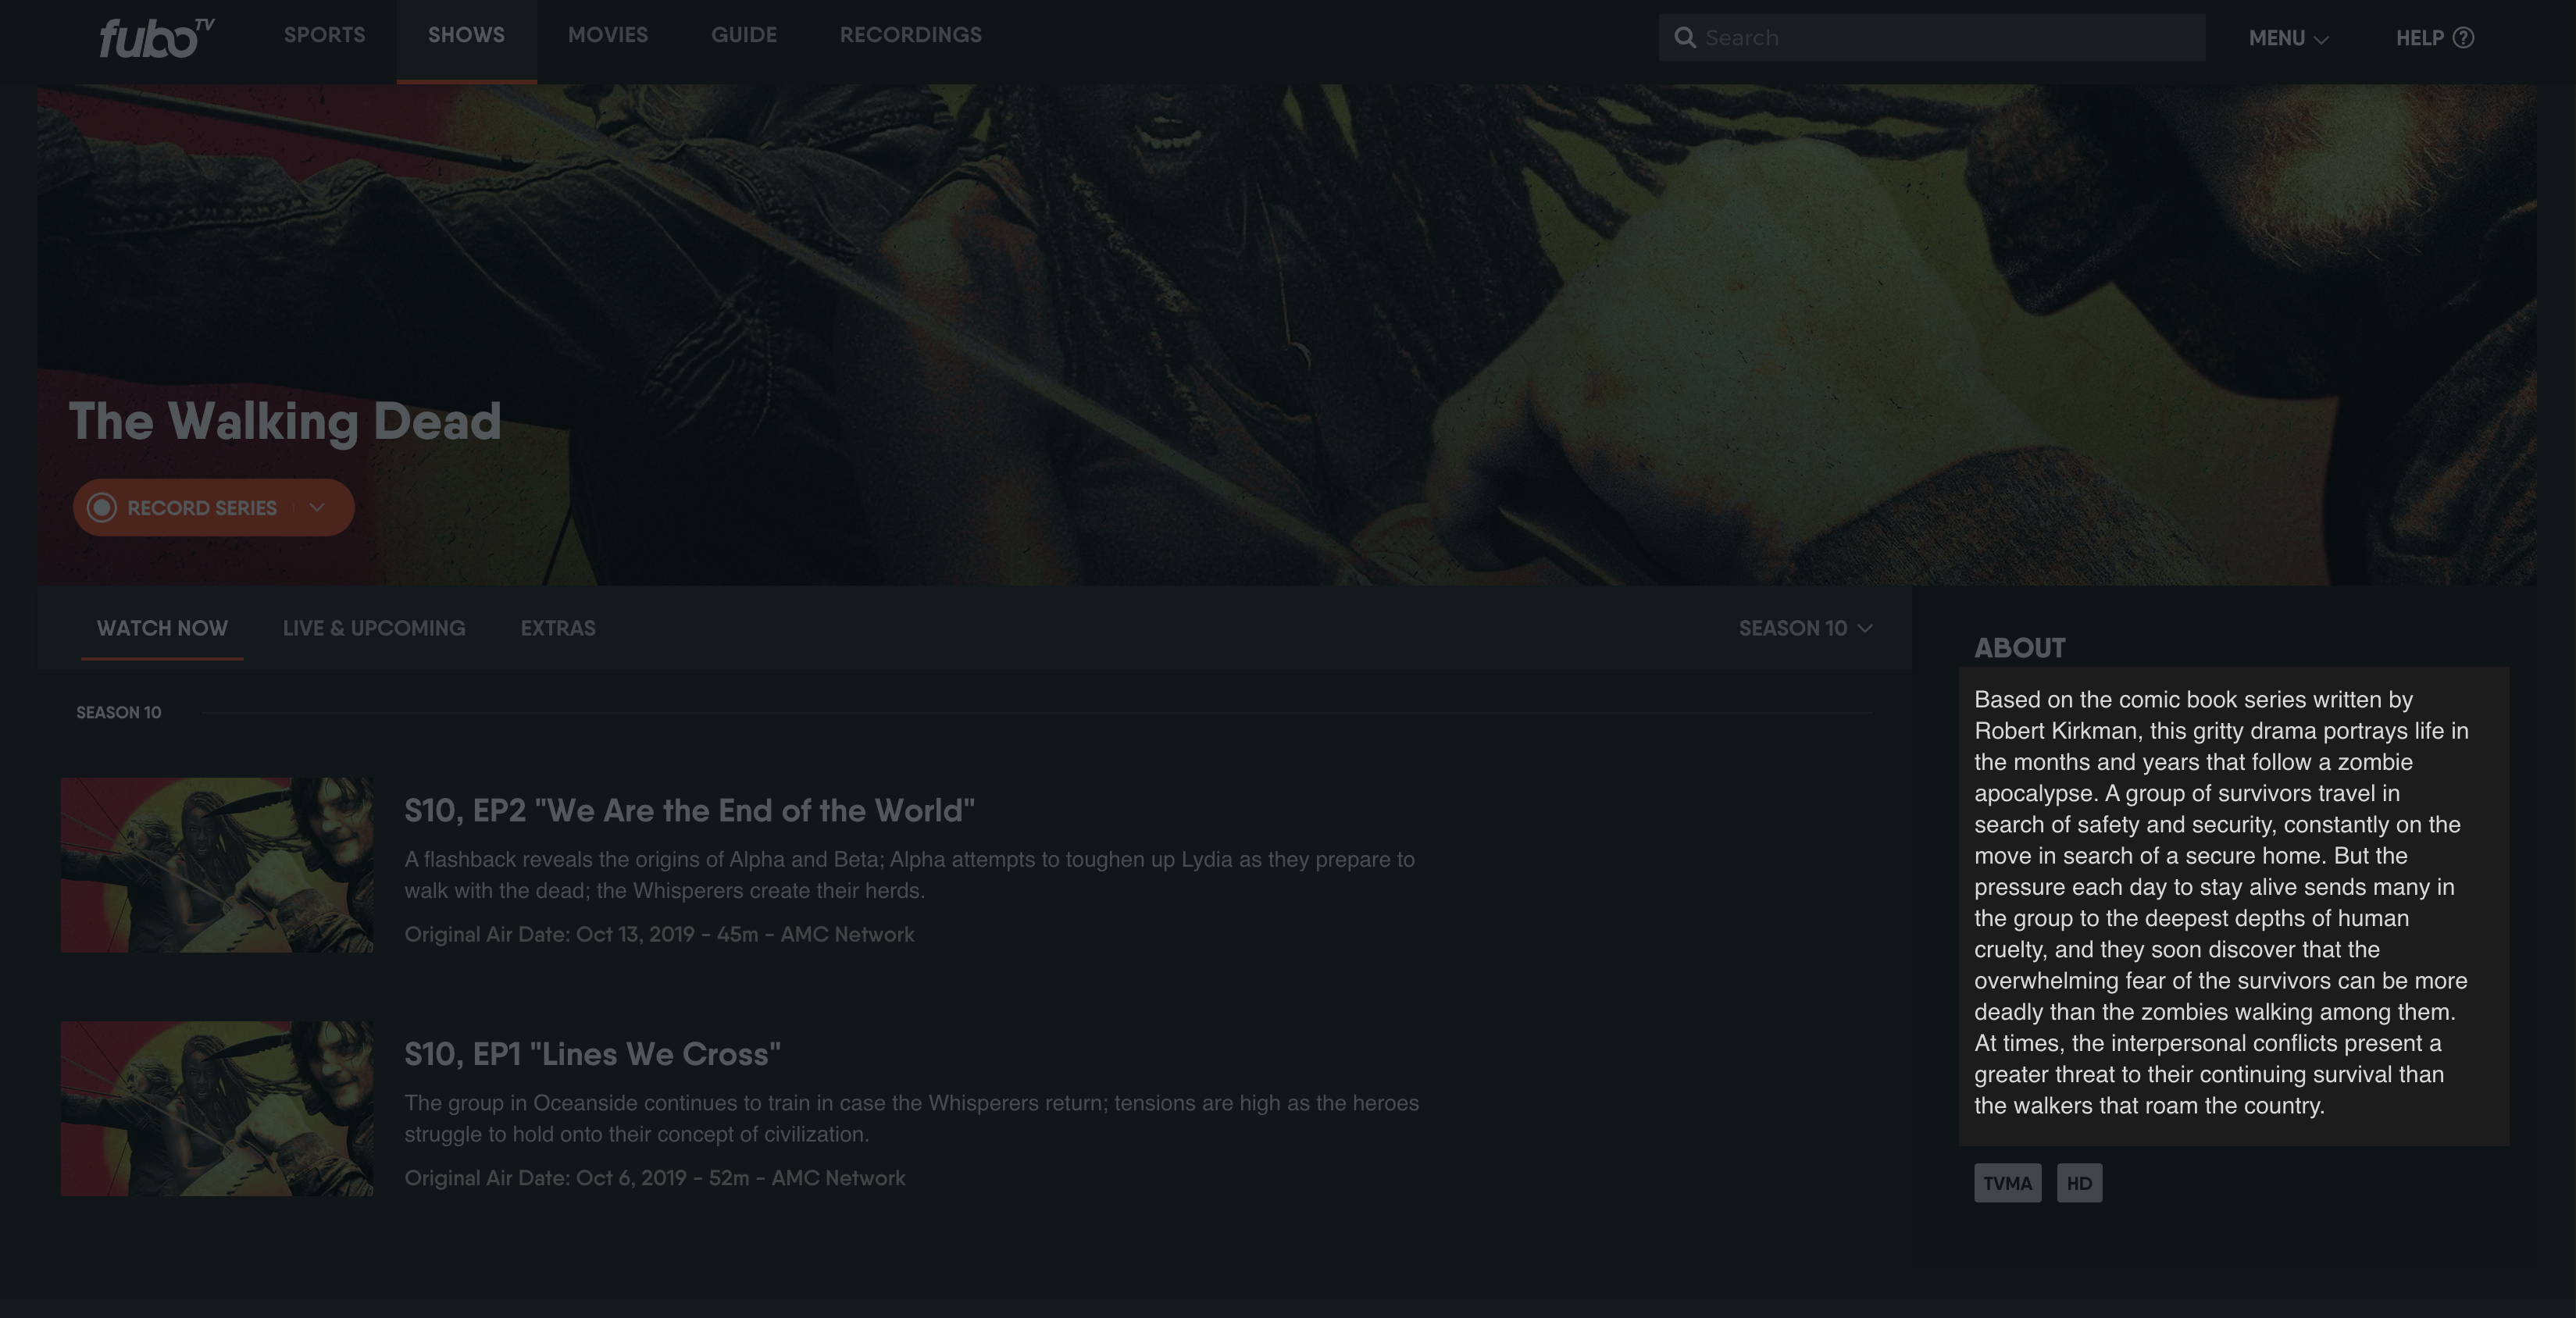 fubo TV
SPORTS
SHOWS
MOVIES
GUIDE
RECORDINGS
Search
MENU
HELP ?
The Walking Dead
RECORD SERIES
WATCH NOW
LIVE & UPCOMING
EXTRAS
SEASON 10
SEASON 10
S10, EP2 "We Are the End of the World"
A flashback reveals the origins of Alpha and Beta; Alpha attempts to toughen up Lydia as they prepare to
walk with the dead; the Whisperers create their herds.
Original Air Date: Oct 13, 2019 - 45m - AMC Network
S10, EP1 "Lines We Cross"
The group in Oceanside continues to train in case the Whisperers return; tensions are high as the heroes
struggle to hold onto their concept of civilization.
Original Air Date: Oct 6, 2019 - 52m - AMC Network
ABOUT
Based on the comic book series written by
Robert Kirkman, this gritty drama portrays life in
the months and years that follow a zombie
apocalypse. A group of survivors travel in
search of safety and security, constantly on the
move in search of a secure home. But the
pressure each day to stay alive sends many in
the group to the deepest depths of human
cruelty, and they soon discover that the
overwhelming fear of the survivors can be more
deadly than the zombies walking among them.
At times, the interpersonal conflicts present a
greater threat to their continuing survival than
the walkers that roam the country.
TVMA
HD